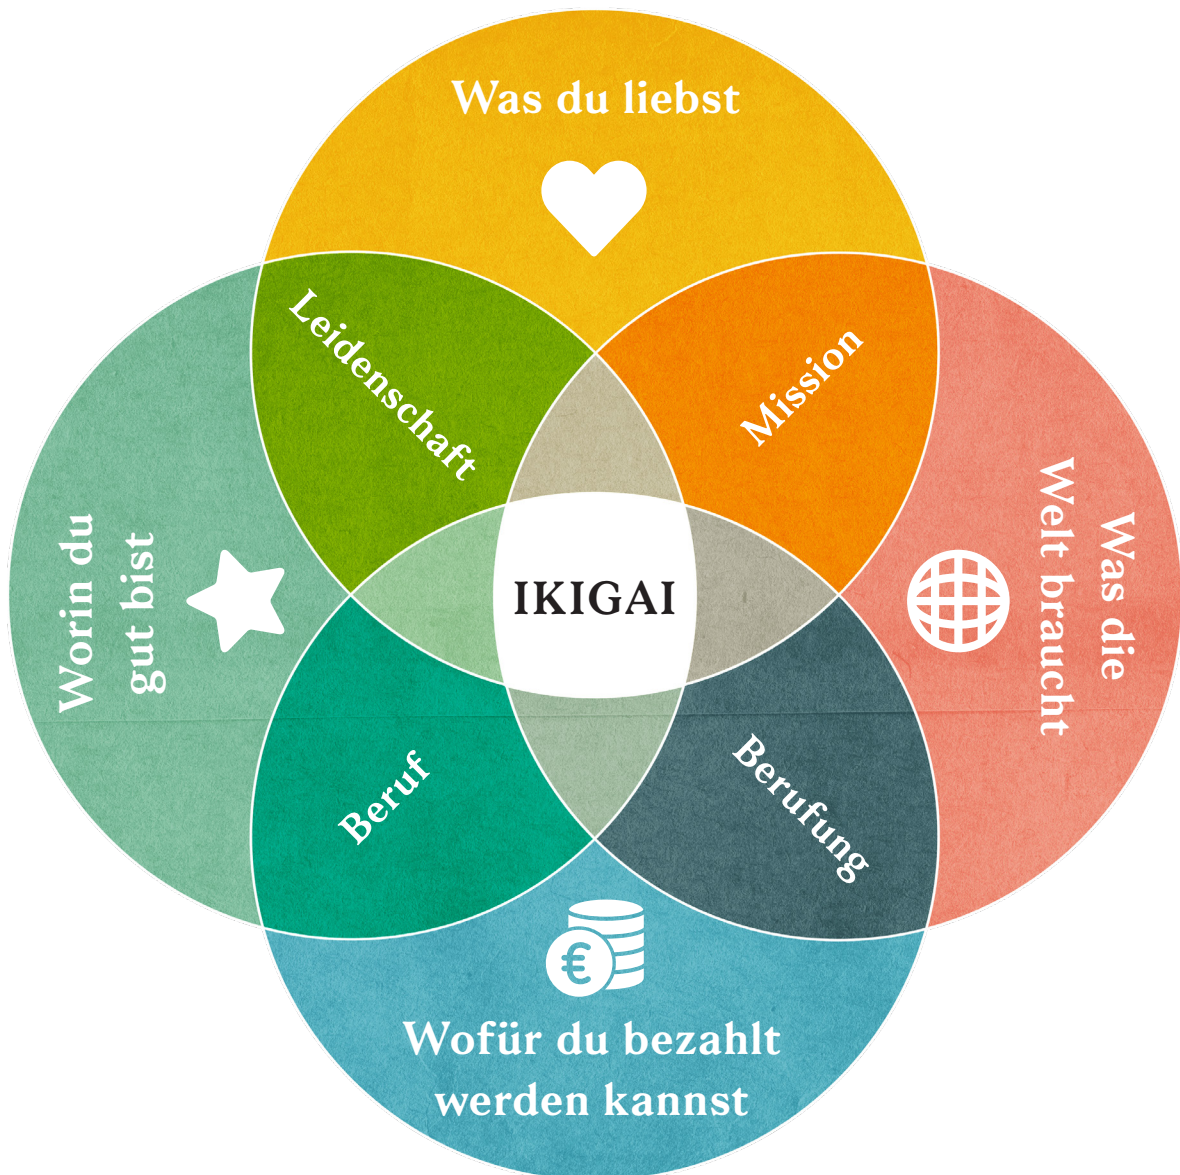 Was du liebst
Leidenschaft
Mission
Worin du
gut bist
IKIGAI
Was die
Welt braucht
Beruf
Berufung
€
Wofür du bezahlt
werden kannst